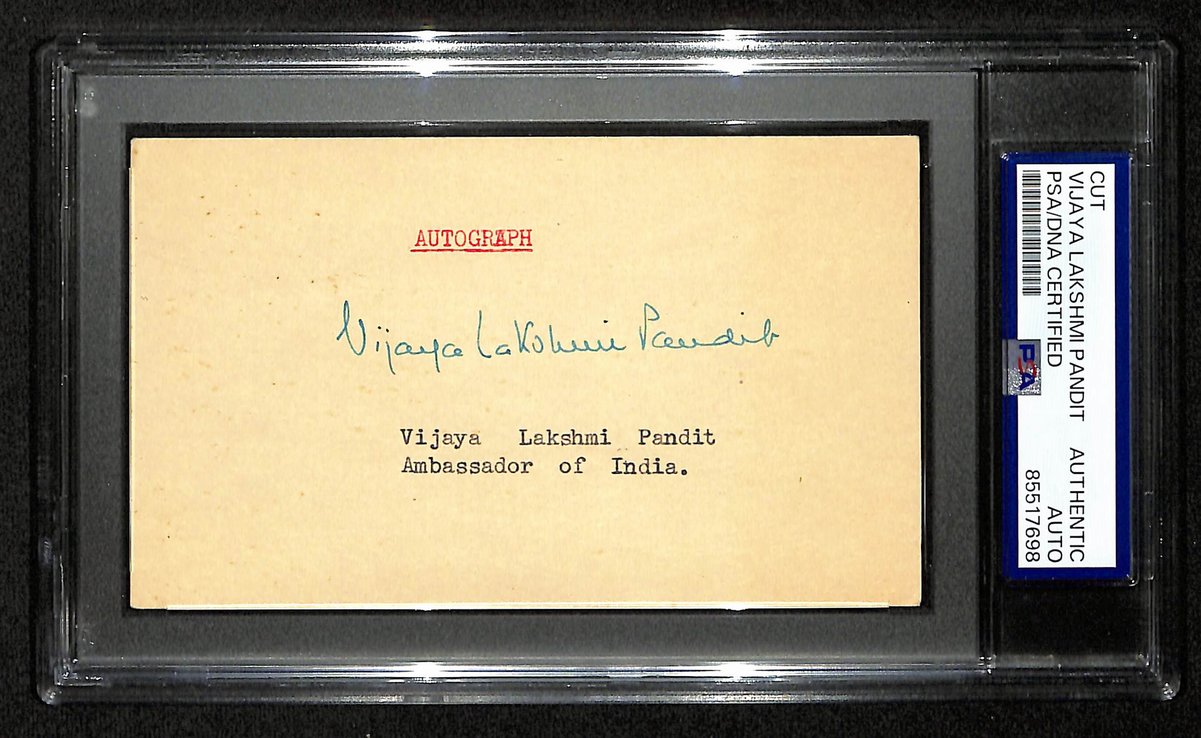 AUTOGRAPH
Vijaya Lakshmi Pandit
Vijaya Lakshmi Pandit
Ambassador of India.
CUT
VIJAYA LAKSHMI PANDIT AUTHENTIC
PSA/DNA CERTIFIED AUTO
85517698
PSA